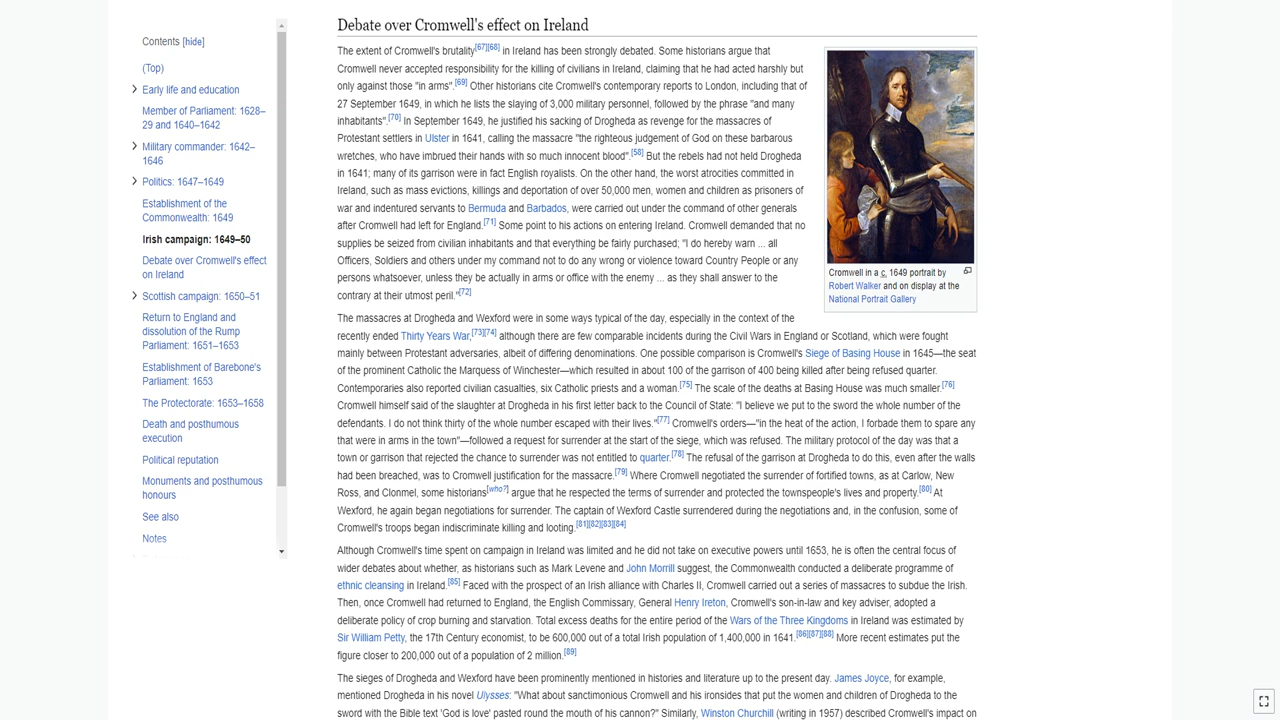 Contents [hide]
(Top)
Early life and education
Member of Parliament: 1628–
29 and 1640–1642
Military commander: 1642–
1646
Politics: 1647–1649
Establishment of the
Commonwealth: 1649
Irish campaign: 1649–50
Debate over Cromwell's effect
on Ireland
Scottish campaign: 1650–51
Return to England and
dissolution of the Rump
Parliament: 1651–1653
Establishment of Barebone's
Parliament: 1653
The Protectorate: 1653–1658
Death and posthumous
execution
Political reputation
Monuments and posthumous
honours
See also
Notes
Debate over Cromwell's effect on Ireland
The extent of Cromwell's brutality[67][68] in Ireland has been strongly debated. Some historians argue that
Cromwell never accepted responsibility for the killing of civilians in Ireland, claiming that he had acted harshly but
only against those "in arms".[69] Other historians cite Cromwell's contemporary reports to London, including that of
27 September 1649, in which he lists the slaying of 3,000 military personnel, followed by the phrase "and many
inhabitants".[70] In September 1649, he justified his sacking of Drogheda as revenge for the massacres of
Protestant settlers in Ulster in 1641, calling the massacre "the righteous judgement of God on these barbarous
wretches, who have imbrued their hands with so much innocent blood".[58] But the rebels had not held Drogheda
in 1641; many of its garrison were in fact English royalists. On the other hand, the worst atrocities committed in
Ireland, such as mass evictions, killings and deportation of over 50,000 men, women and children as prisoners of
war and indentured servants to Bermuda and Barbados, were carried out under the command of other generals
after Cromwell had left for England.[71] Some point to his actions on entering Ireland. Cromwell demanded that no
supplies be seized from civilian inhabitants and that everything be fairly purchased; "I do hereby warn ... all
Officers, Soldiers and others under my command not to do any wrong or violence toward Country People or any
persons whatsoever, unless they be actually in arms or office with the enemy ... as they shall answer to the
contrary at their utmost peril."[72]
Cromwell in a c. 1649 portrait by
Robert Walker and on display at the
National Portrait Gallery
The massacres at Drogheda and Wexford were in some ways typical of the day, especially in the context of the
recently ended Thirty Years War,[73][74] although there are few comparable incidents during the Civil Wars in England or Scotland, which were fought
mainly between Protestant adversaries, albeit of differing denominations. One possible comparison is Cromwell's Siege of Basing House in 1645—the seat
of the prominent Catholic the Marquess of Winchester—which resulted in about 100 of the garrison of 400 being killed after being refused quarter.
Contemporaries also reported civilian casualties, six Catholic priests and a woman.[75] The scale of the deaths at Basing House was much smaller.[76]
Cromwell himself said of the slaughter at Drogheda in his first letter back to the Council of State: "I believe we put to the sword the whole number of the
defendants. I do not think thirty of the whole number escaped with their lives."[77] Cromwell's orders—"in the heat of the action, I forbade them to spare any
that were in arms in the town"—followed a request for surrender at the start of the siege, which was refused. The military protocol of the day was that a
town or garrison that rejected the chance to surrender was not entitled to quarter.[78] The refusal of the garrison at Drogheda to do this, even after the walls
had been breached, was to Cromwell justification for the massacre.[79] Where Cromwell negotiated the surrender of fortified towns, as at Carlow, New
Ross, and Clonmel, some historians[who?] argue that he respected the terms of surrender and protected the townspeople's lives and property.[80] At
Wexford, he again began negotiations for surrender. The captain of Wexford Castle surrendered during the negotiations and, in the confusion, some of
Cromwell's troops began indiscriminate killing and looting.[81][82][83][84]
Although Cromwell's time spent on campaign in Ireland was limited and he did not take on executive powers until 1653, he is often the central focus of
wider debates about whether, as historians such as Mark Levene and John Morrill suggest, the Commonwealth conducted a deliberate programme of
ethnic cleansing in Ireland.[85] Faced with the prospect of an Irish alliance with Charles II, Cromwell carried out a series of massacres to subdue the Irish.
Then, once Cromwell had returned to England, the English Commissary, General Henry Ireton, Cromwell's son-in-law and key adviser, adopted a
deliberate policy of crop burning and starvation. Total excess deaths for the entire period of the Wars of the Three Kingdoms in Ireland was estimated by
Sir William Petty, the 17th Century economist, to be 600,000 out of a total Irish population of 1,400,000 in 1641.[86][87][88] More recent estimates put the
figure closer to 200,000 out of a population of 2 million.[89]
The sieges of Drogheda and Wexford have been prominently mentioned in histories and literature up to the present day. James Joyce, for example,
mentioned Drogheda in his novel Ulysses: "What about sanctimonious Cromwell and his ironsides that put the women and children of Drogheda to the
sword with the Bible text 'God is love' pasted round the mouth of his cannon?" Similarly, Winston Churchill (writing in 1957) described Cromwell's impact on